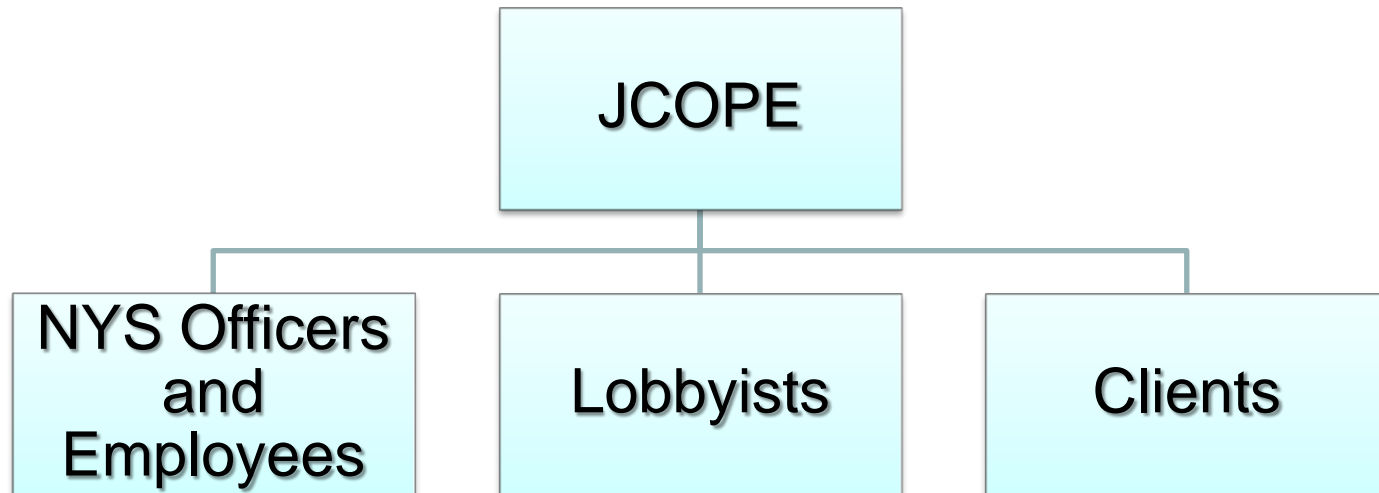 JCOPE
NYS Officers
and
Employees
Lobbyists
Clients